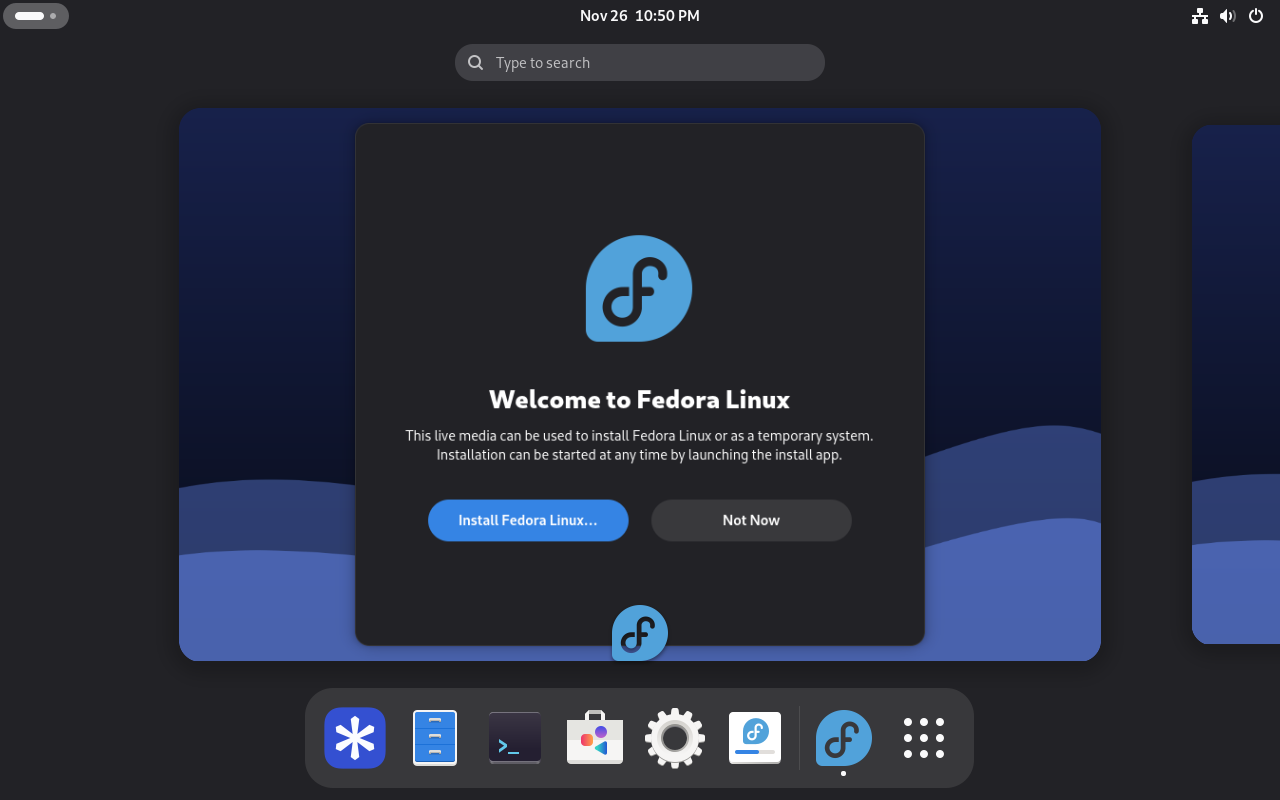 Nov 26 10:50 PM
Type to search
Welcome to Fedora Linux
This live media can be used to install Fedora Linux or as a temporary system.
Installation can be started at any time by launching the install app.
Install Fedora Linux…
Not Now